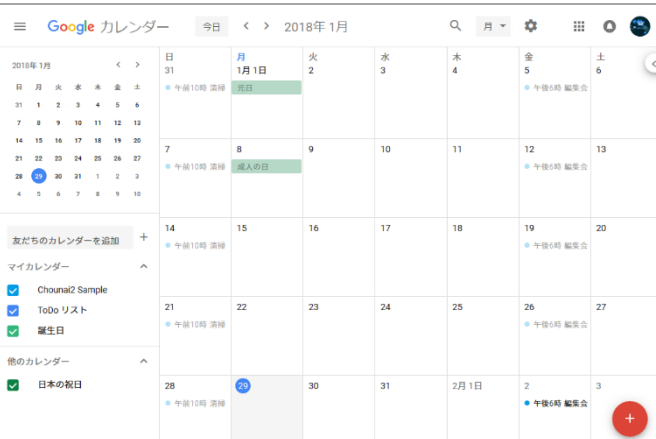 Google カレンダー 今日 < > 2018年 1月 月
2018年 1月 < >
日 月 火 水 木 金 土
31 1 2 3 4 5 6
7 8 9 10 11 12 13
14 15 16 17 18 19 20
21 22 23 24 25 26 27
28 29 30 31 1 2 3
4 5 6 7 8 9 10
友だちのカレンダーを追加 +
マイカレンダー
Chounai2 Sample
ToDo リスト
誕生日
他のカレンダー
日本の祝日
日 月 火 水 木 金 土
31 1月 1日 2 3 4 5 6
午前10時 清掃 元日 午後6時 編集会
7 8 9 10 11 12 13
午前10時 清掃 成人の日 午後6時 編集会
14 15 16 17 18 19 20
午前10時 清掃 午後6時 編集会
21 22 23 24 25 26 27
午前10時 清掃 午後6時 編集会
28 29 30 31 2月 1日 2 3
午前10時 清掃 午後6時 編集会
+